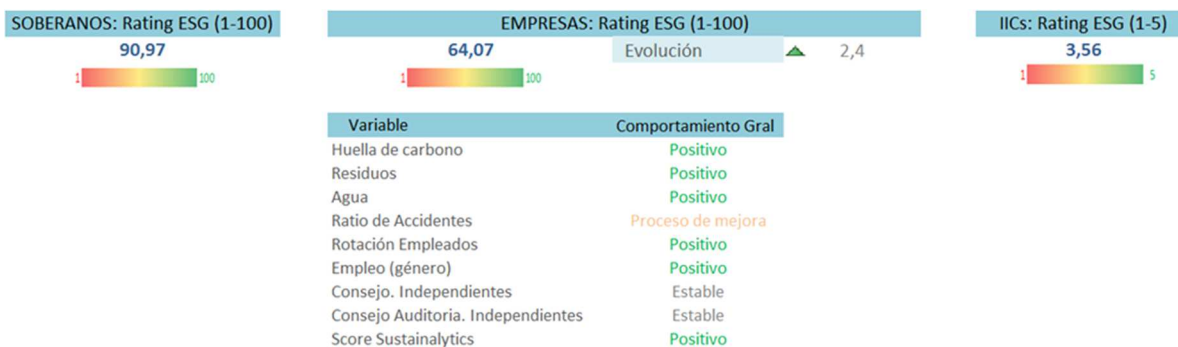 SOBERANOS: Rating ESG (1-100)
90,97
1 100
EMPRESAS: Rating ESG (1-100)
64,07 Evolución 2,4
1 100
IICs: Rating ESG (1-5)
3,56
1 5
Variable Comportamiento Gral
Huella de carbono Positivo
Residuos Positivo
Agua Positivo
Ratio de Accidentes Proceso de mejora
Rotación Empleados Positivo
Empleo (género) Positivo
Consejo. Independientes Estable
Consejo Auditoria. Independientes Estable
Score Sustainalytics Positivo